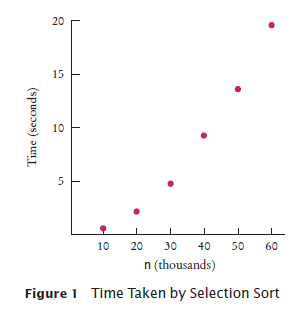 20
15
10
5
Time (seconds)
10 20 30 40 50 60
n (thousands)
Figure 1 Time Taken by Selection Sort